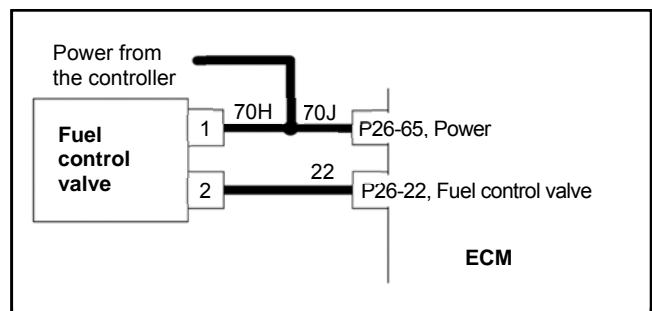 Power from
the controller
70H 70J
1 P26-65, Power
Fuel
control
valve
22
2 P26-22, Fuel control valve
ECM